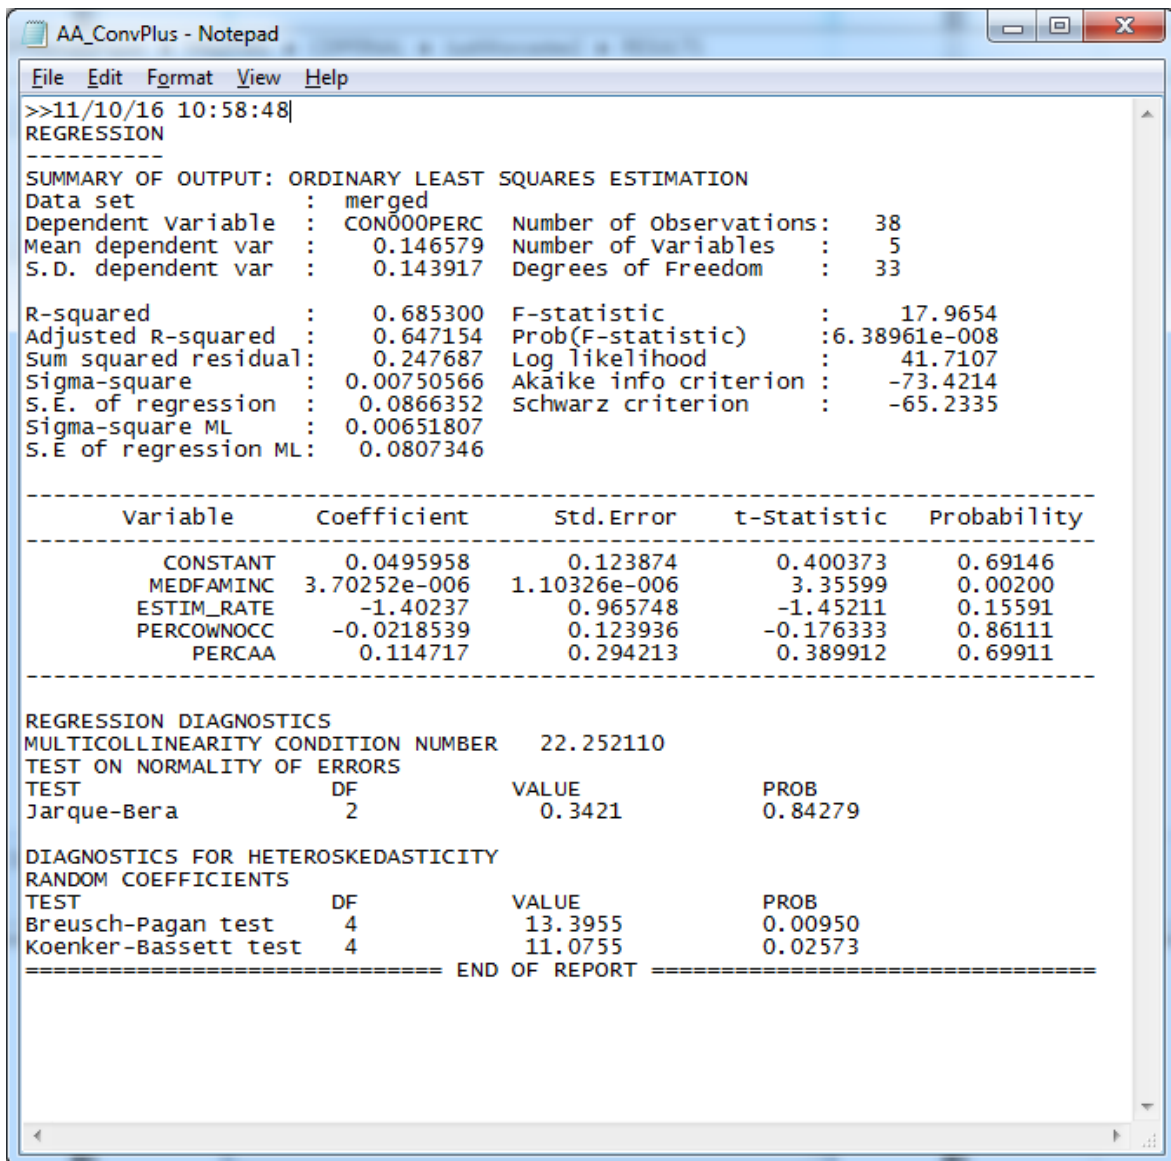 AA_ConvPlus - Notepad
File Edit Format View Help
>>11/10/16 10:58:48
REGRESSION
----------
SUMMARY OF OUTPUT: ORDINARY LEAST SQUARES ESTIMATION
Data set            :  merged
Dependent Variable  :  CON000PERC  Number of Observations:   38
Mean dependent var  :    0.146579  Number of Variables   :    5
S.D. dependent var  :    0.143917  Degrees of Freedom    :   33

R-squared           :    0.685300  F-statistic           :     17.9654
Adjusted R-squared  :    0.647154  Prob(F-statistic)     :6.38961e-008
Sum squared residual:    0.247687  Log likelihood        :     41.7107
Sigma-square        :  0.00750566  Akaike info criterion :    -73.4214
S.E. of regression  :   0.0866352  Schwarz criterion     :    -65.2335
Sigma-square ML     :  0.00651807
S.E of regression ML:   0.0807346

-----------------------------------------------------------------------------
       Variable      Coefficient      Std.Error    t-Statistic   Probability
-----------------------------------------------------------------------------
          CONSTANT     0.0495958       0.123874       0.400373    0.69146
         MEDFAMINC  3.70252e-006   1.10326e-006        3.35599    0.00200
        ESTIM_RATE      -1.40237       0.965748       -1.45211    0.15591
        PERCOWNOCC    -0.0218539       0.123936      -0.176333    0.86111
            PERCAA      0.114717       0.294213       0.389912    0.69911
-----------------------------------------------------------------------------

REGRESSION DIAGNOSTICS
MULTICOLLINEARITY CONDITION NUMBER   22.252110
TEST ON NORMALITY OF ERRORS
TEST                  DF           VALUE             PROB
Jarque-Bera            2             0.3421          0.84279

DIAGNOSTICS FOR HETEROSKEDASTICITY
RANDOM COEFFICIENTS
TEST                  DF           VALUE             PROB
Breusch-Pagan test     4            13.3955          0.00950
Koenker-Bassett test   4            11.0755          0.02573
============================== END OF REPORT ================================